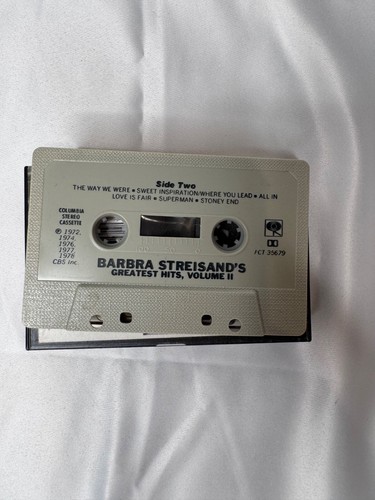 Side Two
THE WAY WE WERE • SWEET INSPIRATION/WHERE YOU LEAD • ALL IN
LOVE IS FAIR • SUPERMAN • STONEY END
COLUMBIA
STEREO
CASSETTE
℗ 1972,
1974,
1976,
1977,
1978
CBS Inc.
FCT 35679
BARBRA STREISAND'S
GREATEST HITS, VOLUME II